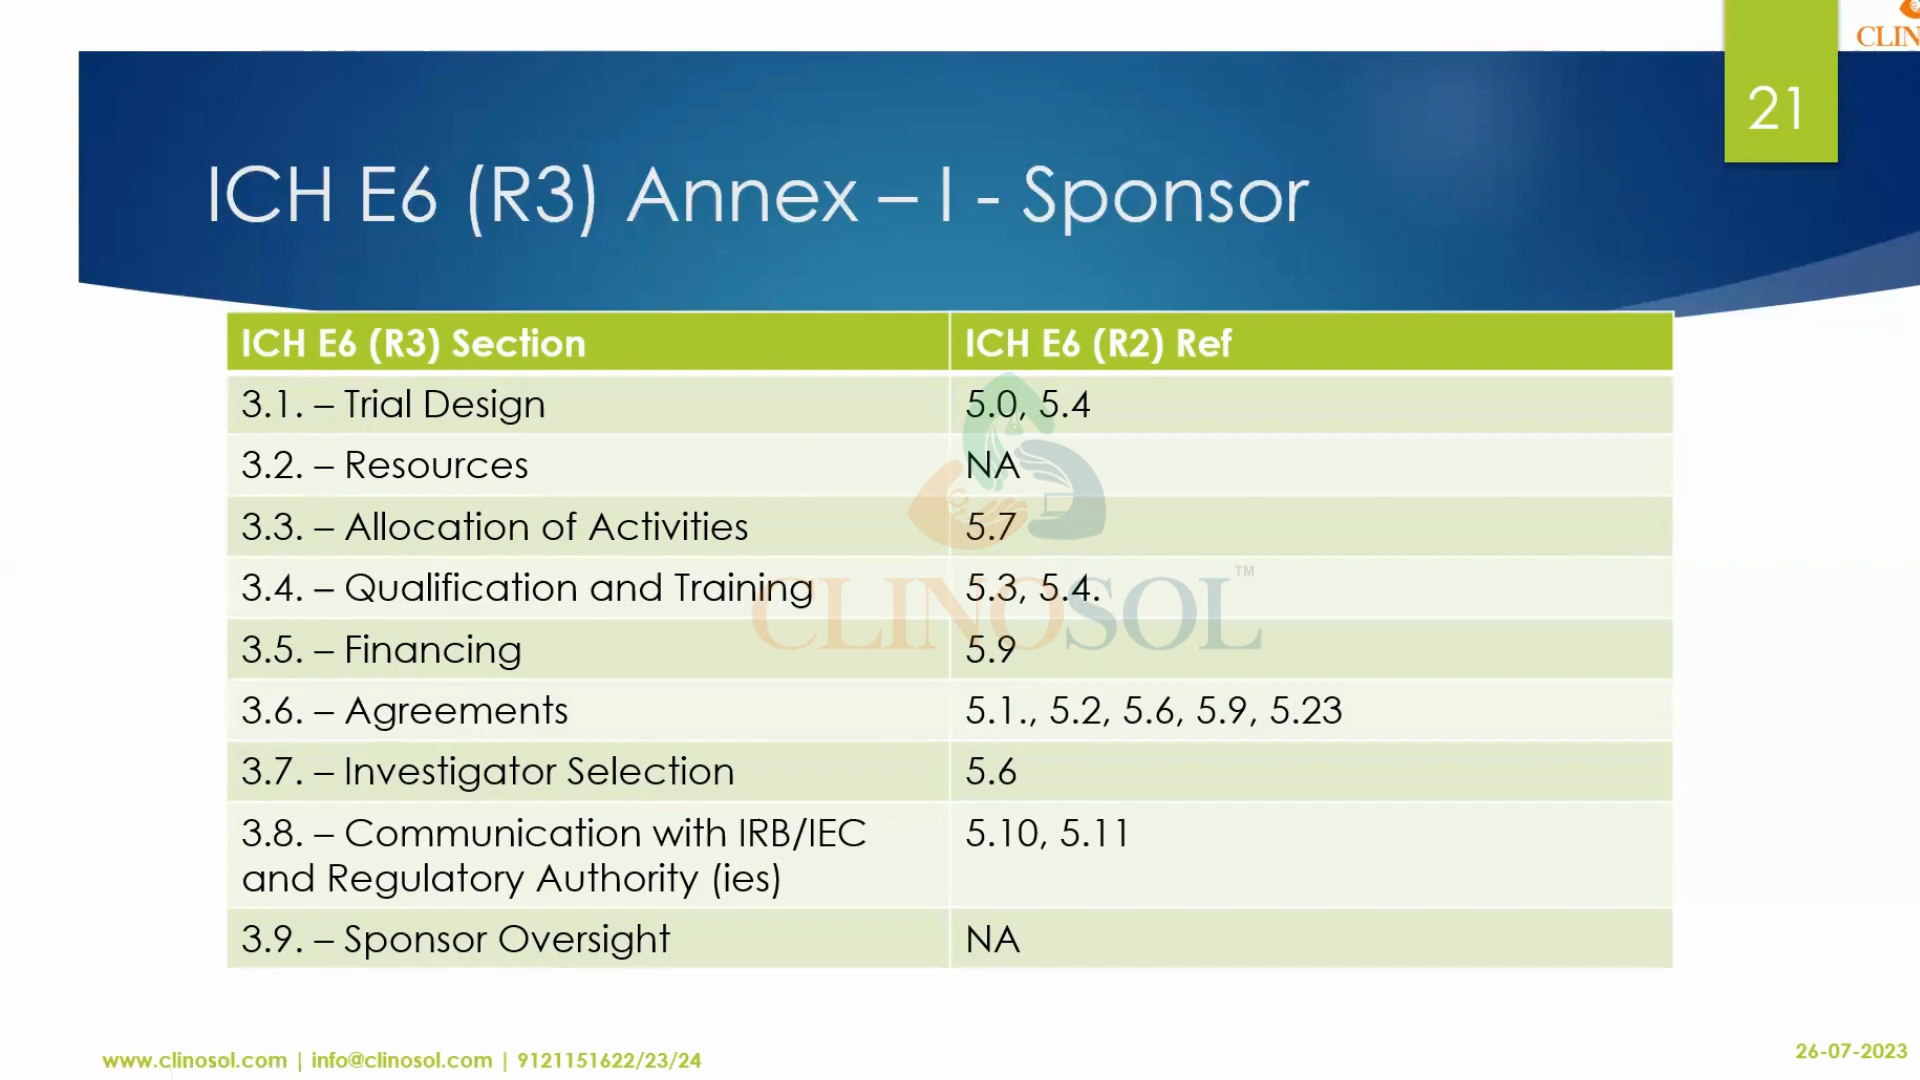 CLIN
21
ICH E6 (R3) Annex – I - Sponsor
ICH E6 (R3) Section	ICH E6 (R2) Ref
3.1. – Trial Design	5.0, 5.4
3.2. – Resources	NA
3.3. – Allocation of Activities	5.7
3.4. – Qualification and Training	5.3, 5.4.
3.5. – Financing	5.9
3.6. – Agreements	5.1., 5.2, 5.6, 5.9, 5.23
3.7. – Investigator Selection	5.6
3.8. – Communication with IRB/IEC	5.10, 5.11
and Regulatory Authority (ies)
3.9. – Sponsor Oversight	NA
CLINOSOL™
www.clinosol.com | info@clinosol.com | 9121151622/23/24
26-07-2023